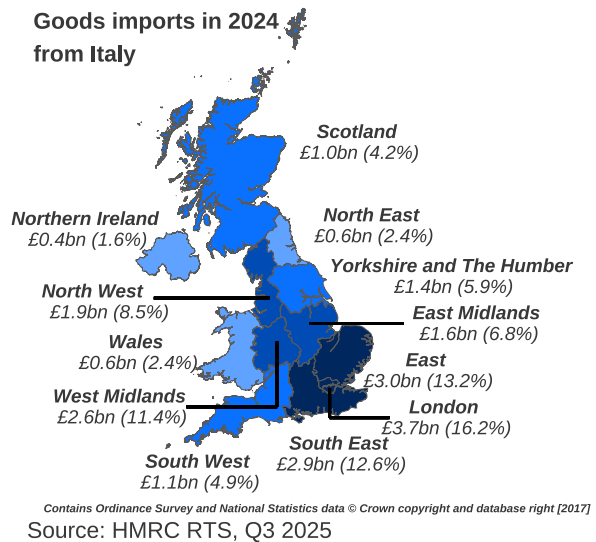 Goods imports in 2024
from Italy
Scotland
£1.0bn (4.2%)
Northern Ireland
£0.4bn (1.6%)
North East
£0.6bn (2.4%)
Yorkshire and The Humber
£1.4bn (5.9%)
North West
£1.9bn (8.5%)
East Midlands
£1.6bn (6.8%)
Wales
£0.6bn (2.4%)
East
£3.0bn (13.2%)
West Midlands
£2.6bn (11.4%)
London
£3.7bn (16.2%)
South East
£2.9bn (12.6%)
South West
£1.1bn (4.9%)
Contains Ordinance Survey and National Statistics data © Crown copyright and database right [2017]
Source: HMRC RTS, Q3 2025